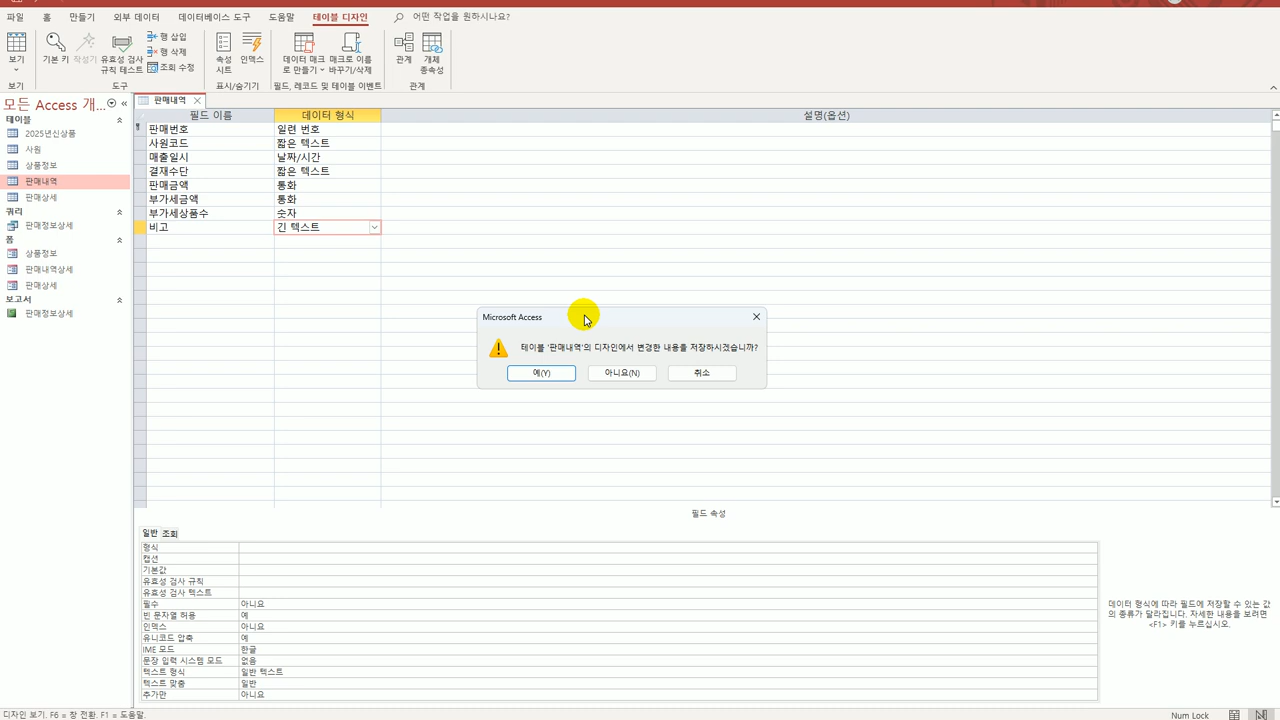 파일 홈 만들기 외부 데이터 데이터베이스 도구 도움말 테이블 디자인 어떤 작업을 원하시나요?
보기
기본 키
작성기
유효성 검사
규칙 테스트
행 삽입
행 삭제
조회 수정
속성
시트
인덱스
데이터 매크
로 만들기
매크로 이름
바꾸기/삭제
관계
개체
종속성
보기 도구 표시/숨기기 필드, 레코드 및 테이블 이벤트 관계
모든 Access 개...
테이블
2025년신상품
사원
상품정보
판매내역
판매상세
쿼리
판매정보상세
폼
상품정보
판매내역상세
판매상세
보고서
판매정보상세
판매내역
필드 이름 데이터 형식 설명(옵션)
판매번호 일련 번호
사원코드 짧은 텍스트
매출일시 날짜/시간
결재수단 짧은 텍스트
판매금액 통화
부가세금액 통화
부가세상품수 숫자
비고 긴 텍스트
Microsoft Access
테이블 '판매내역'의 디자인에서 변경한 내용을 저장하시겠습니까?
예(Y) 아니요(N) 취소
필드 속성
일반 조회
형식
캡션
기본값
유효성 검사 규칙
유효성 검사 텍스트
필수 아니요
빈 문자열 허용 예
인덱스 아니요
유니코드 압축 예
IME 모드 한글
문장 입력 시스템 모드 없음
텍스트 형식 일반 텍스트
텍스트 맞춤 일반
추가만 아니요
데이터 형식에 따라 필드에 저장할 수 있는 값
의 종류가 달라집니다. 자세한 내용을 보려면
<F1> 키를 누르십시오.
디자인 보기. F6 = 창 전환. F1 = 도움말.
Num Lock